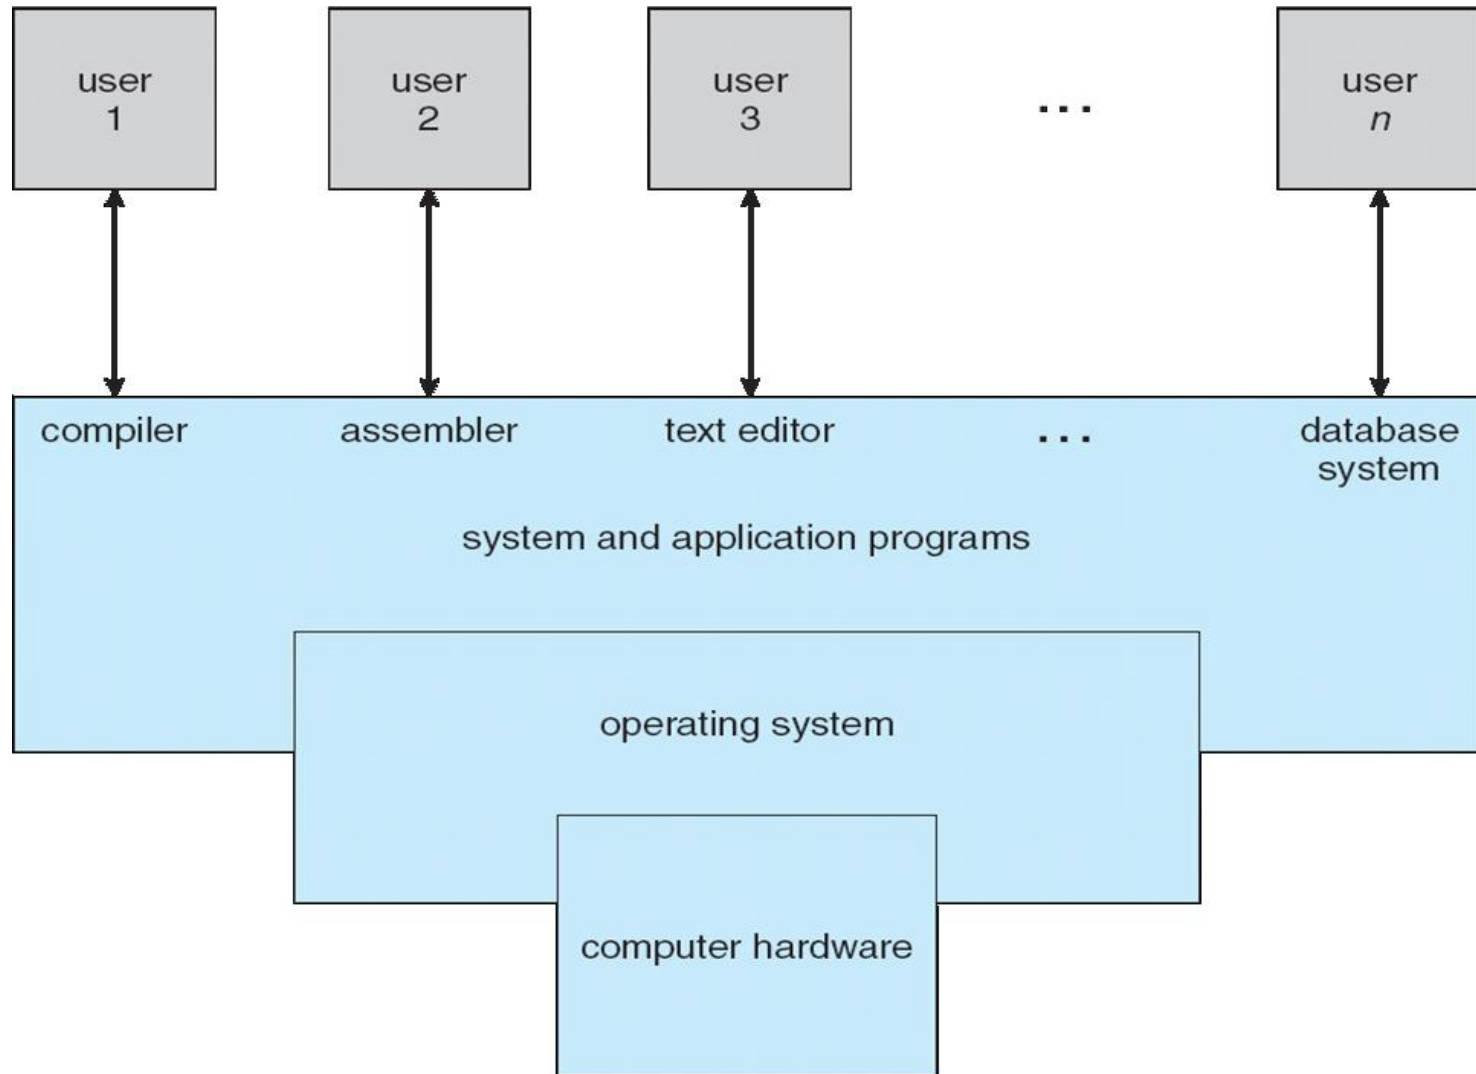 user
1
user
2
user
3
...
user
n
compiler
assembler
text editor
...
database
system
system and application programs
operating system
computer hardware